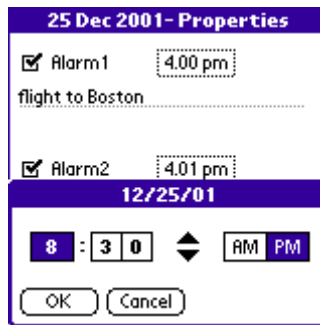 25 Dec 2001- Properties
Alarm1 4.00 pm
flight to Boston
Alarm2 4.01 pm
12/25/01
8 : 3 0 AM PM
OK Cancel